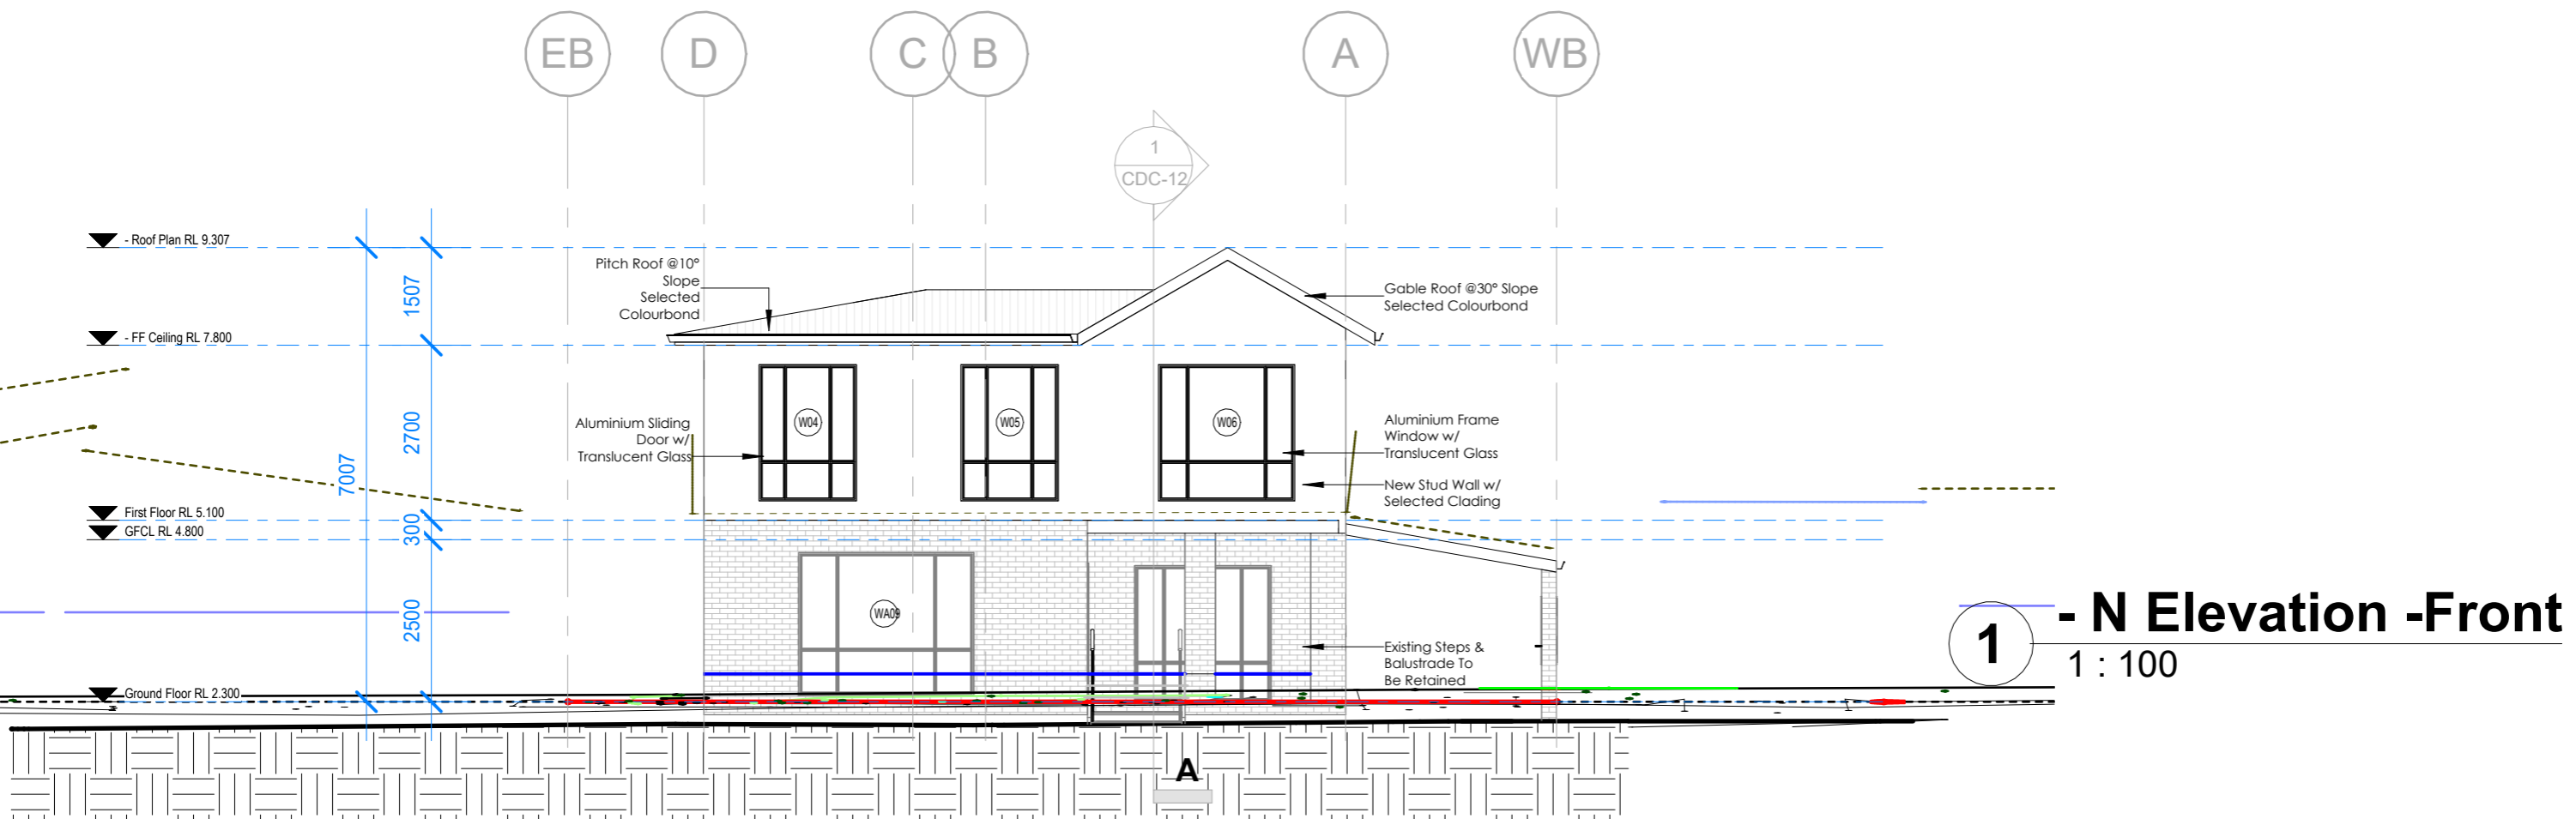 EB
D
C
B
A
WB
1
CDC-12
- Roof Plan RL 9.307
- FF Ceiling RL 7.800
First Floor RL 5.100
GFCL RL 4.800
Ground Floor RL 2.300
1507
2700
7007
300
2500
Pitch Roof @10°
Slope
Selected
Colourbond
Gable Roof @30° Slope
Selected Colourbond
Aluminium Sliding
Door w/
Translucent Glass
W04
W05
W06
Aluminium Frame
Window w/
Translucent Glass
New Stud Wall w/
Selected Clading
WA09
Existing Steps &
Balustrade To
Be Retained
A
1
- N Elevation -Front
1 : 100